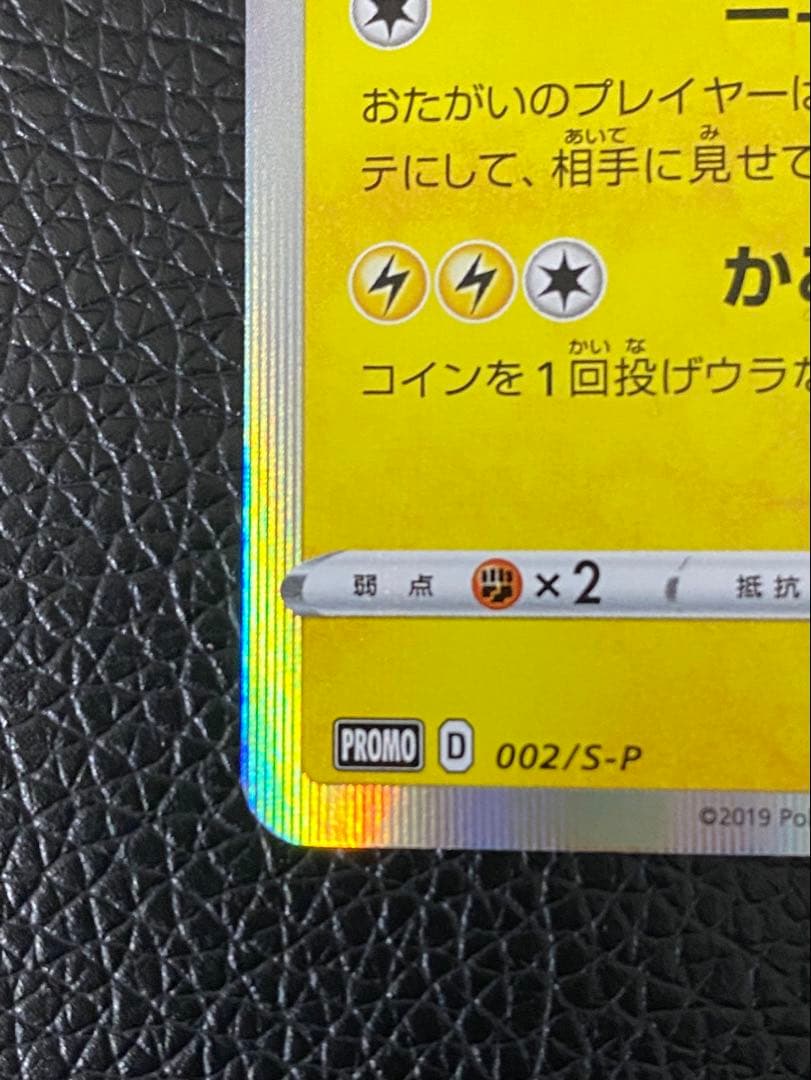 おたがいのプレイヤーは
あいて み
テにして、相手に見せて
か
かい な
コインを1回投げウラ
弱点 ×2 抵抗
PROMO D 002/S-P
©2019 Po